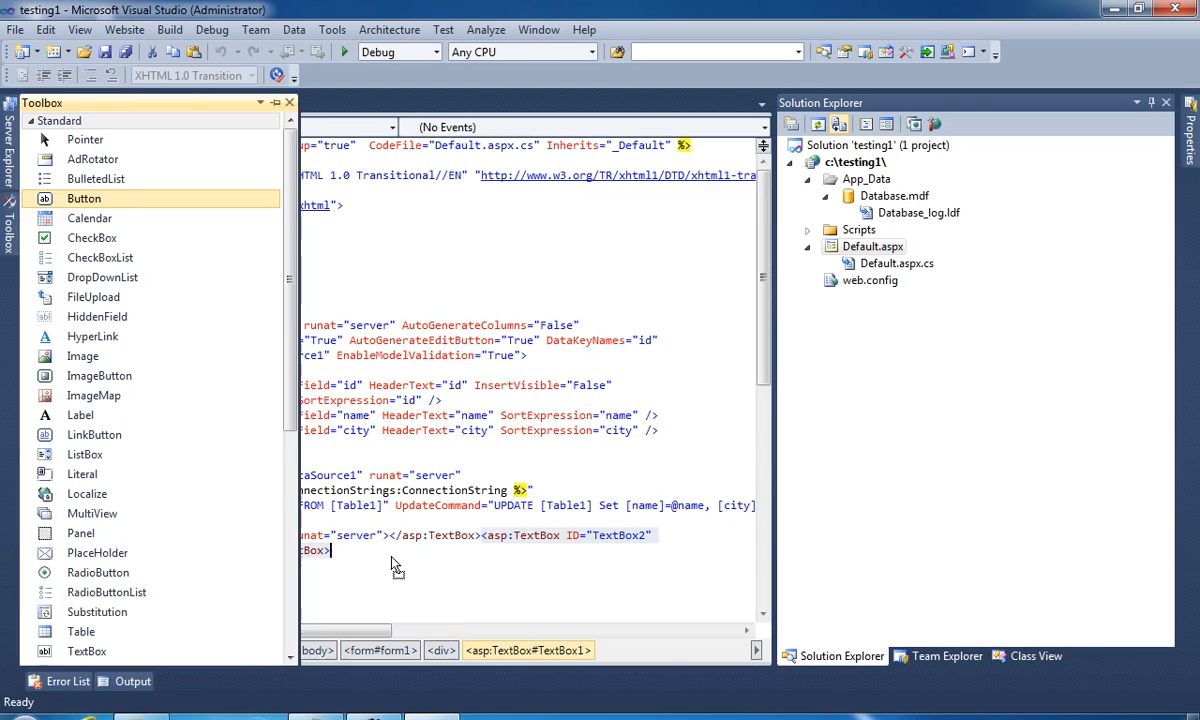 testing1 - Microsoft Visual Studio (Administrator)
File Edit View Website Build Debug Team Data Tools Architecture Test Analyze Window Help
Debug Any CPU
XHTML 1.0 Transition
Toolbox
Standard
Pointer
AdRotator
BulletedList
Button
Calendar
CheckBox
CheckBoxList
DropDownList
FileUpload
HiddenField
HyperLink
Image
ImageButton
ImageMap
Label
LinkButton
ListBox
Literal
Localize
MultiView
Panel
PlaceHolder
RadioButton
RadioButtonList
Substitution
Table
TextBox
Server Explorer
Toolbox
(No Events)
up="true" CodeFile="Default.aspx.cs" Inherits="_Default" %>
HTML 1.0 Transitional//EN" "http://www.w3.org/TR/xhtml1/DTD/xhtml1-tra
xhtml">
runat="server" AutoGenerateColumns="False"
="True" AutoGenerateEditButton="True" DataKeyNames="id"
rce1" EnableModelValidation="True">
Field="id" HeaderText="id" InsertVisible="False"
SortExpression="id" />
Field="name" HeaderText="name" SortExpression="name" />
Field="city" HeaderText="city" SortExpression="city" />
taSource1" runat="server"
nnectionStrings:ConnectionString %>"
FROM [Table1]" UpdateCommand="UPDATE [Table1] Set [name]=@name, [city]
unat="server"></asp:TextBox><asp:TextBox ID="TextBox2"
tBox>
body> <form#form1> <div> <asp:TextBox#TextBox1>
Solution Explorer
Solution 'testing1' (1 project)
c:\testing1\
App_Data
Database.mdf
Database_log.ldf
Scripts
Default.aspx
Default.aspx.cs
web.config
Properties
Solution Explorer Team Explorer Class View
Error List Output
Ready